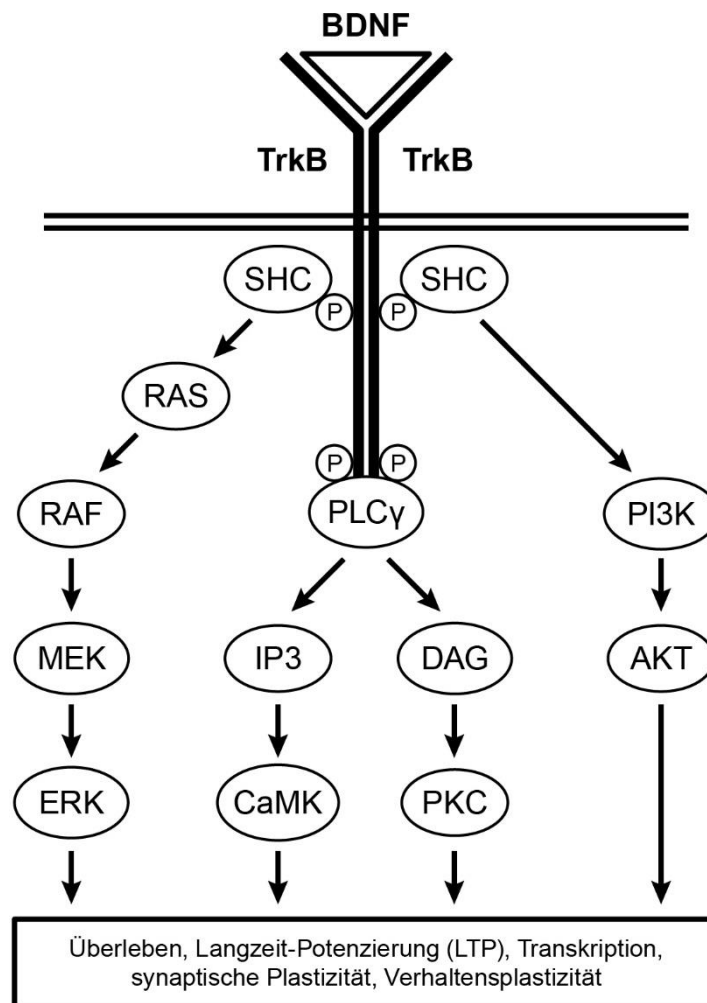 BDNF
TrkB TrkB
SHC SHC
P P
RAS
P P
RAF PLCγ PI3K
MEK IP3 DAG AKT
ERK CaMK PKC
Überleben, Langzeit-Potenzierung (LTP), Transkription,
synaptische Plastizität, Verhaltensplastizität